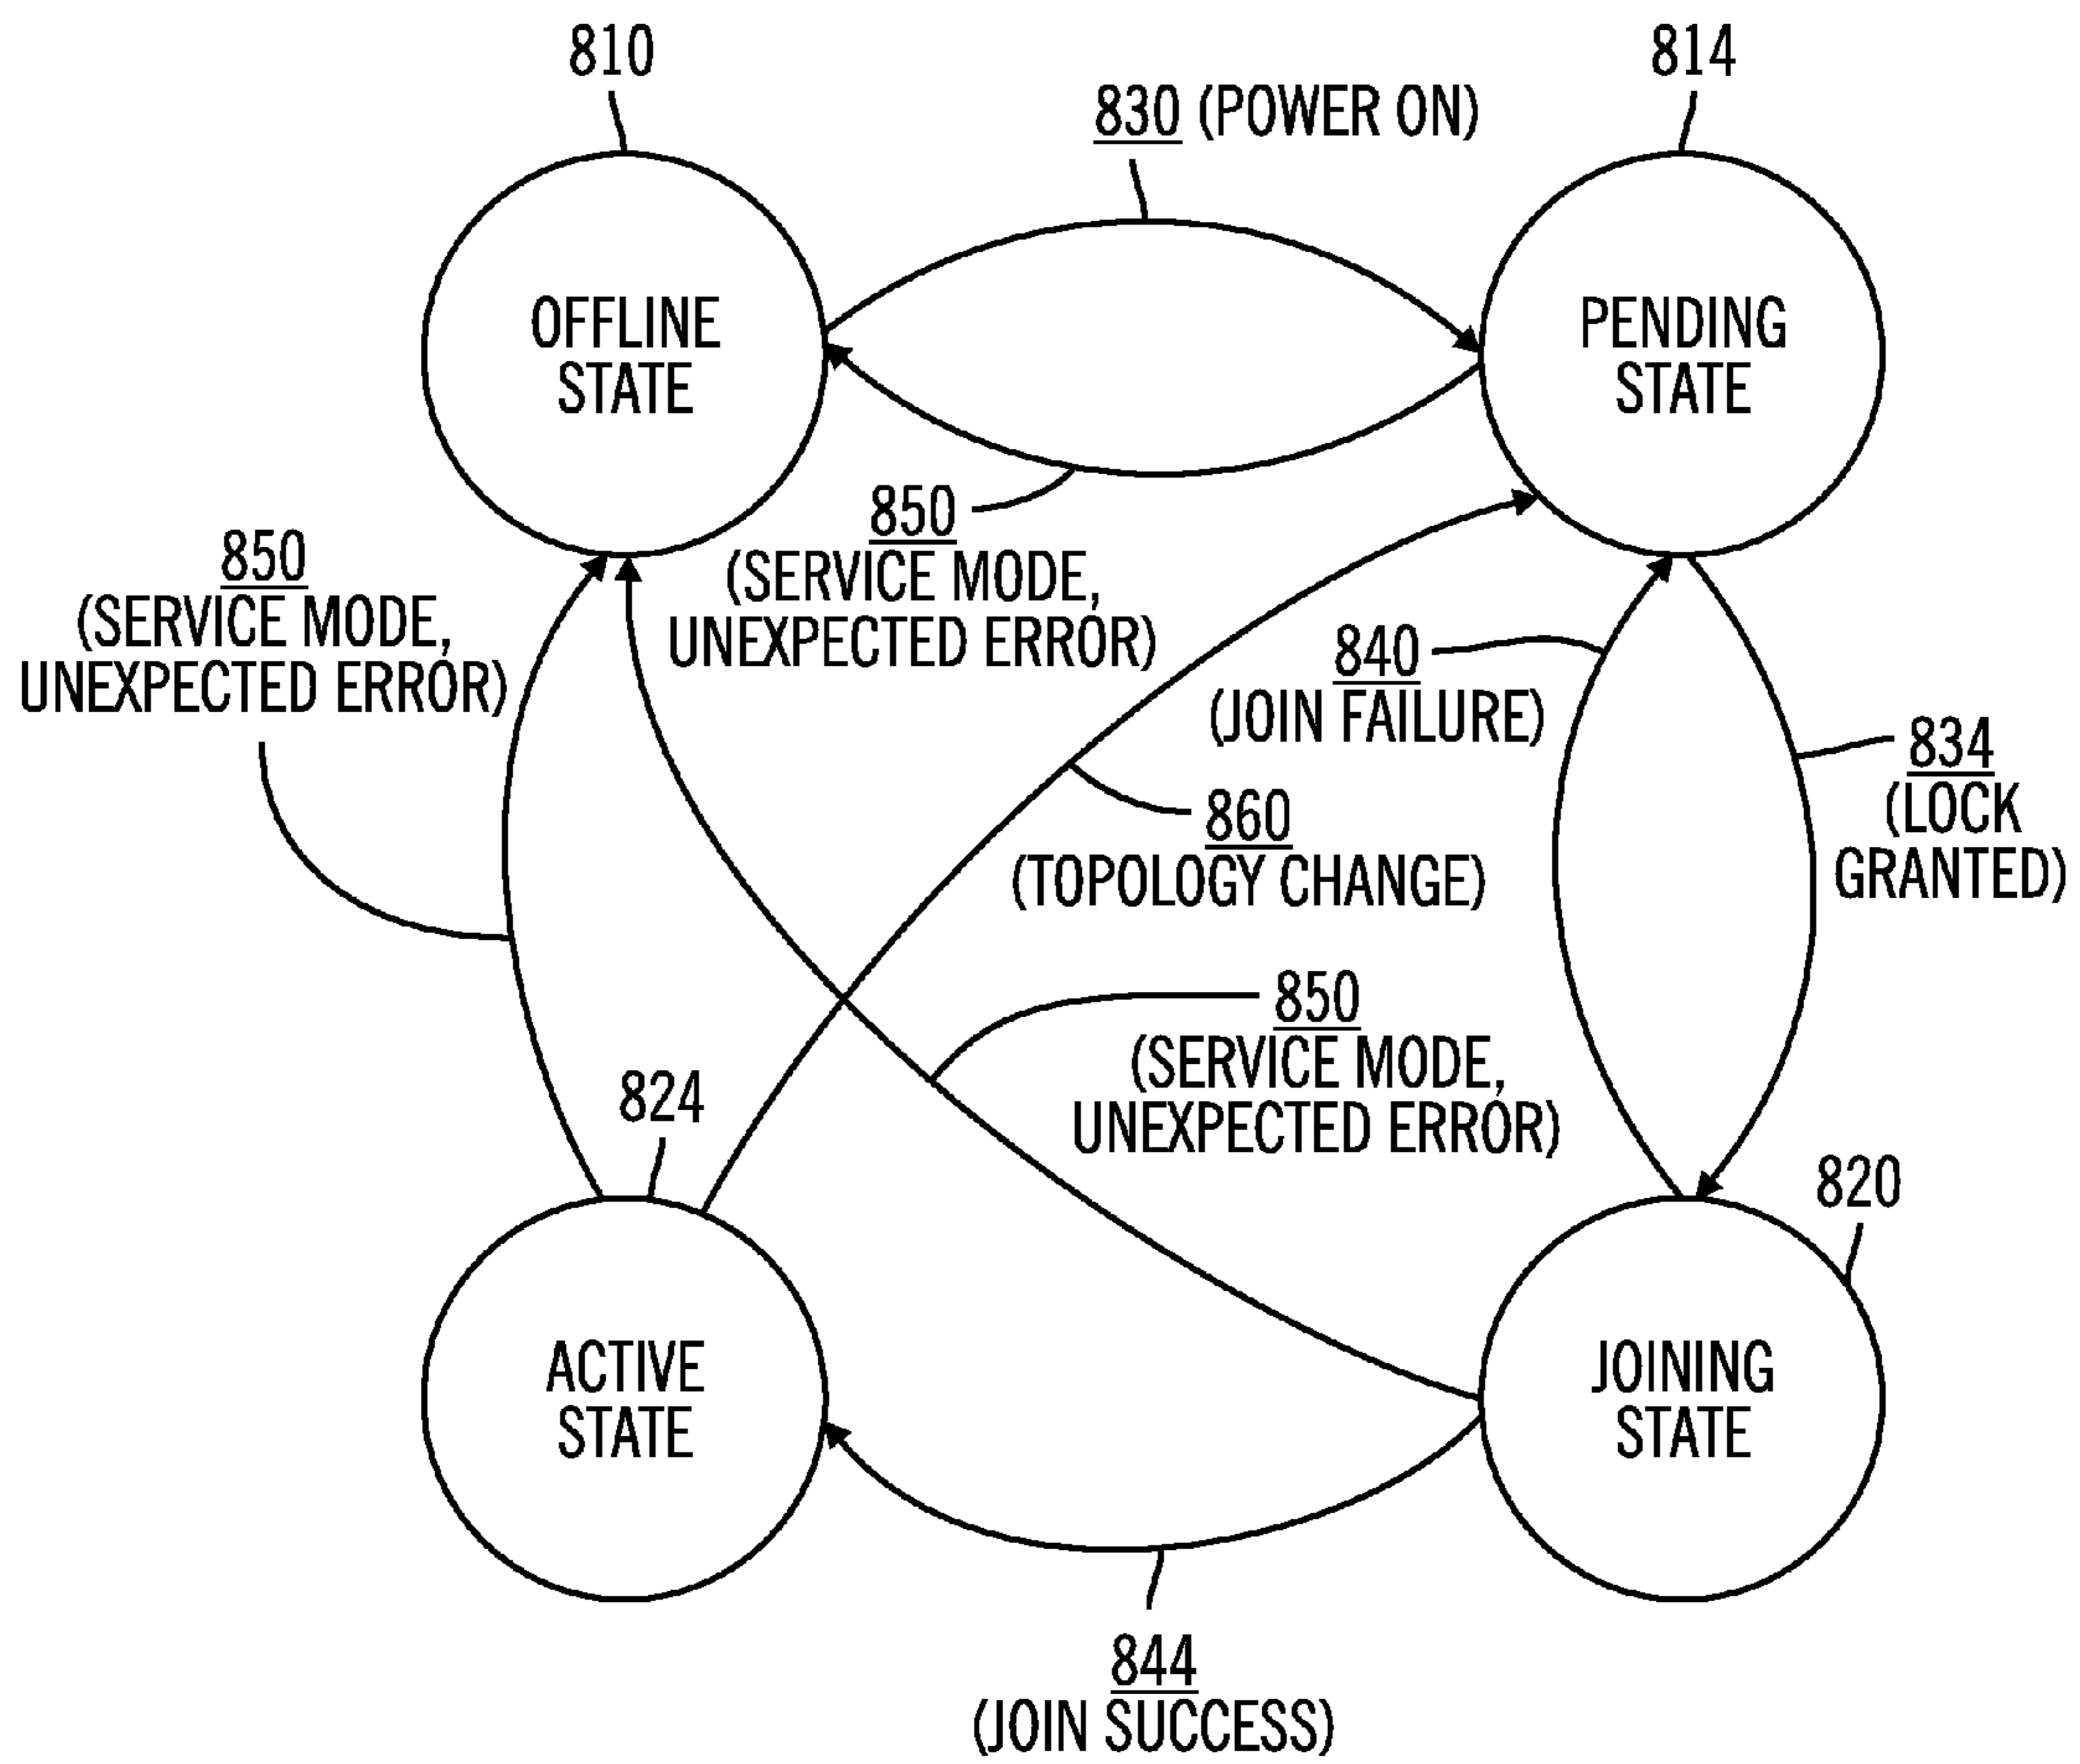 810
814
830 (POWER ON)
OFFLINE
STATE
PENDING
STATE
850
(SERVICE MODE,
UNEXPECTED ERROR)
850
(SERVICE MODE,
UNEXPECTED ERROR)
840
(JOIN FAILURE)
834
(LOCK
GRANTED)
860
(TOPOLOGY CHANGE)
850
(SERVICE MODE,
UNEXPECTED ERROR)
824
820
ACTIVE
STATE
JOINING
STATE
844
(JOIN SUCCESS)